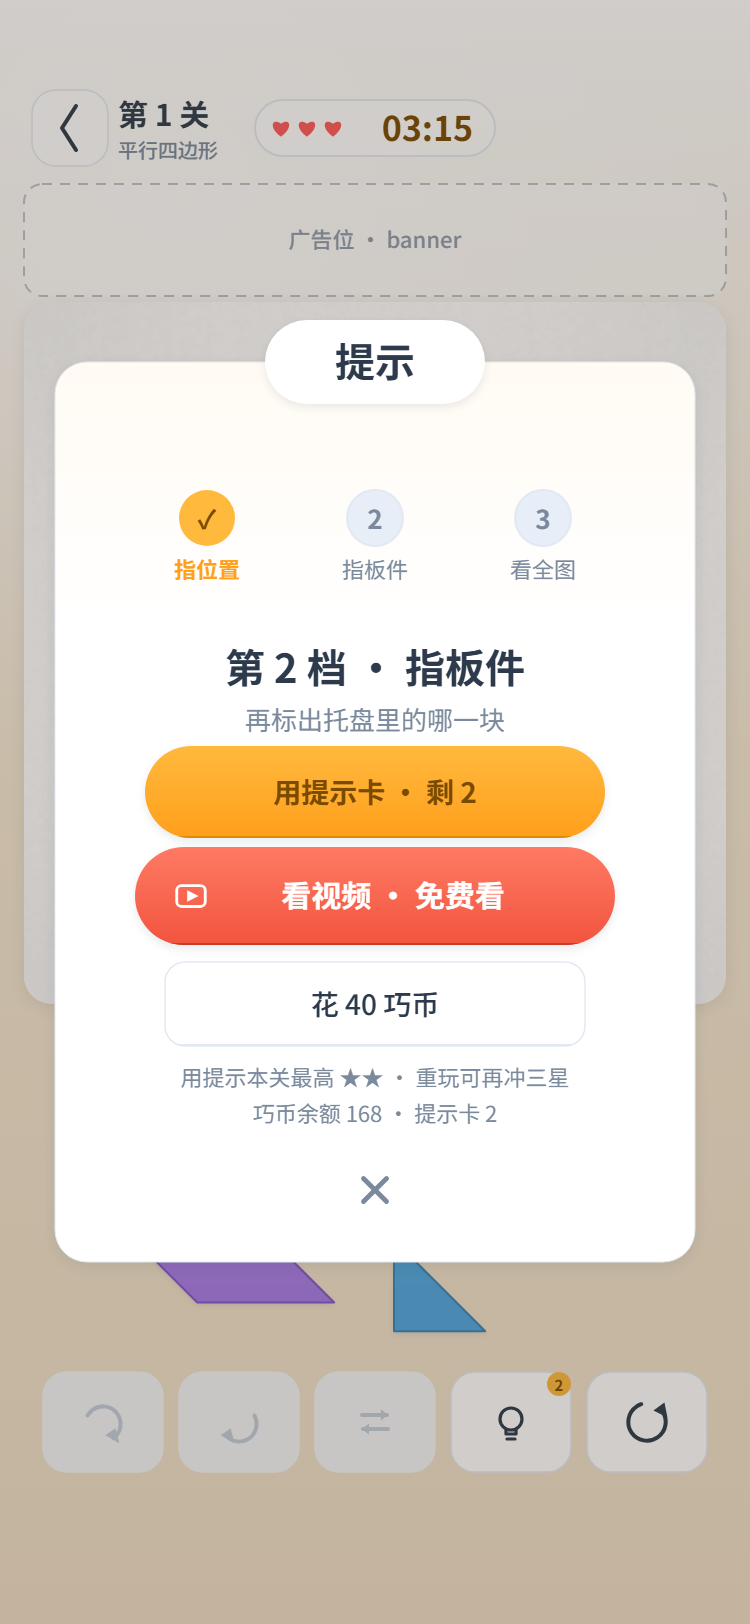 第 1 关
平行四边形
03:15
广告位 · banner
提示
✓
2
3
指位置
指板件
看全图
第 2 档 · 指板件
再标出托盘里的哪一块
用提示卡 · 剩 2
看视频 · 免费看
花 40 巧币
用提示本关最高 ★★ · 重玩可再冲三星
巧币余额 168 · 提示卡 2
2